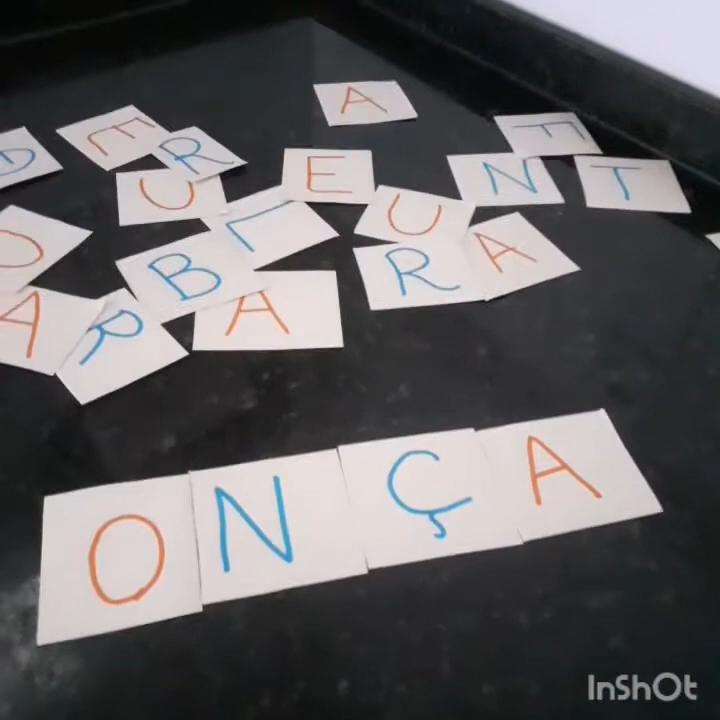 A
D E R U E N F T
O L U A
B R
A R A
ONÇA
InShOt